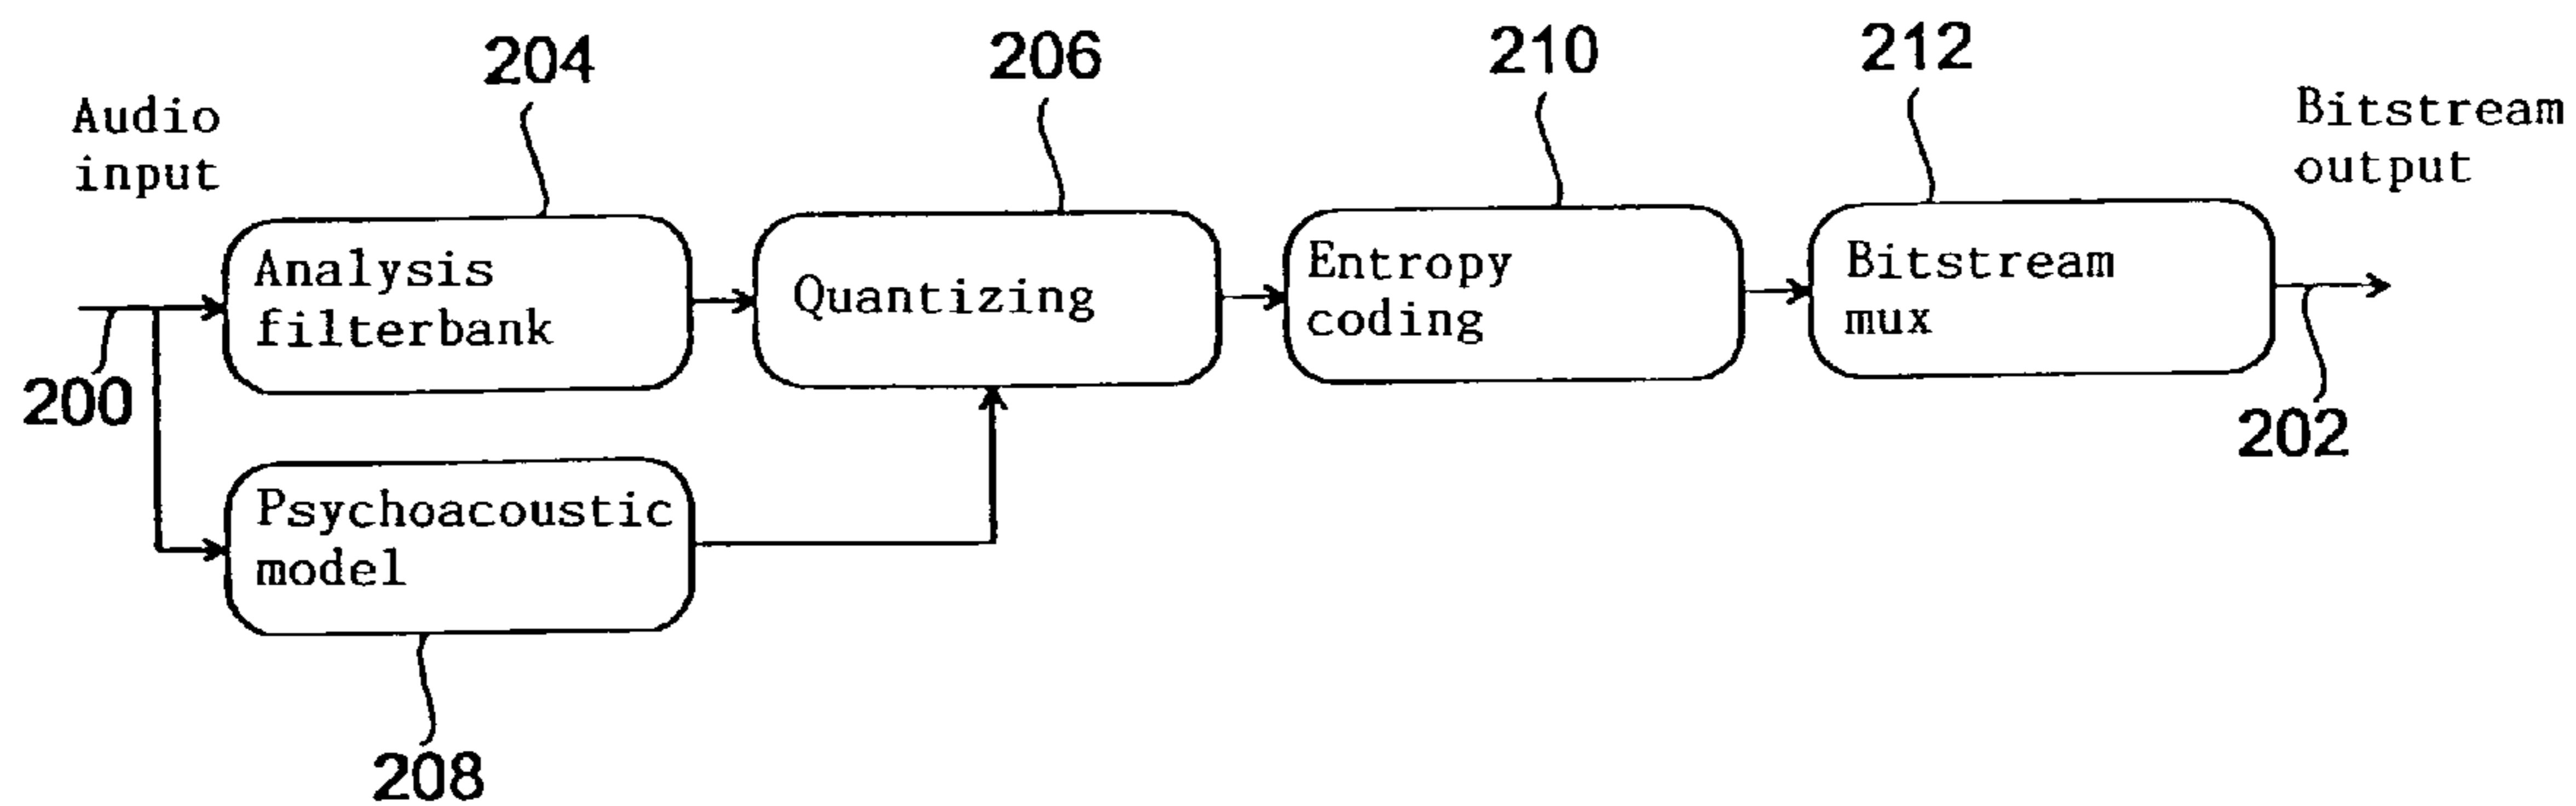 204
206
210
212
Audio
input
Bitstream
output
Analysis
filterbank
Quantizing
Entropy
coding
Bitstream
mux
200
202
Psychoacoustic
model
208